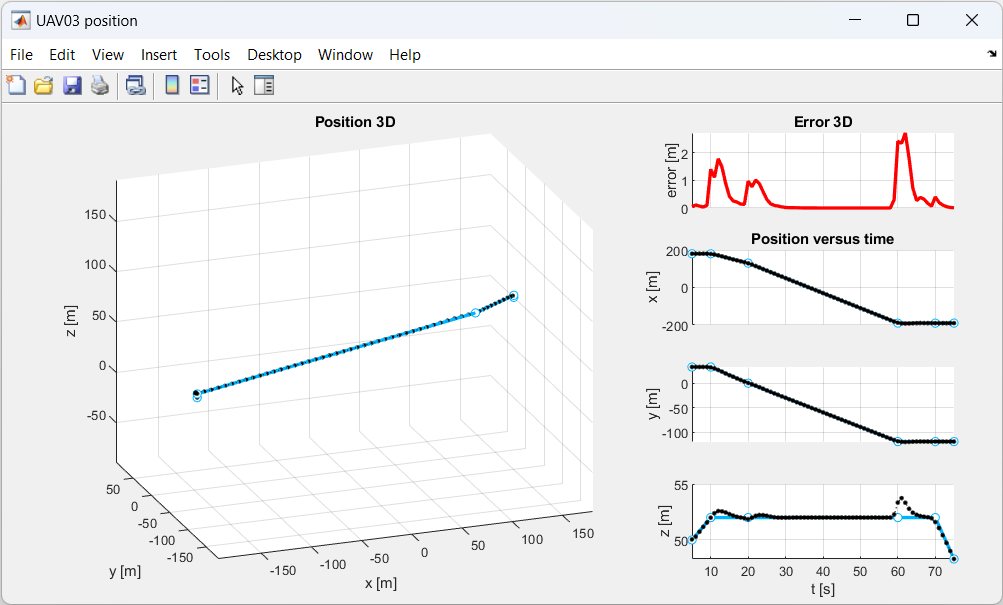 UAV03 position
File Edit View Insert Tools Desktop Window Help
Position 3D
150
100
50
0
-50
z [m]
50
0
-50
-100
-150
y [m]
-150
-100
-50
0
50
100
150
x [m]
Error 3D
2
1
0
error [m]
Position versus time
200
0
-200
x [m]
0
-50
-100
y [m]
55
50
z [m]
10 20 30 40 50 60 70
t [s]